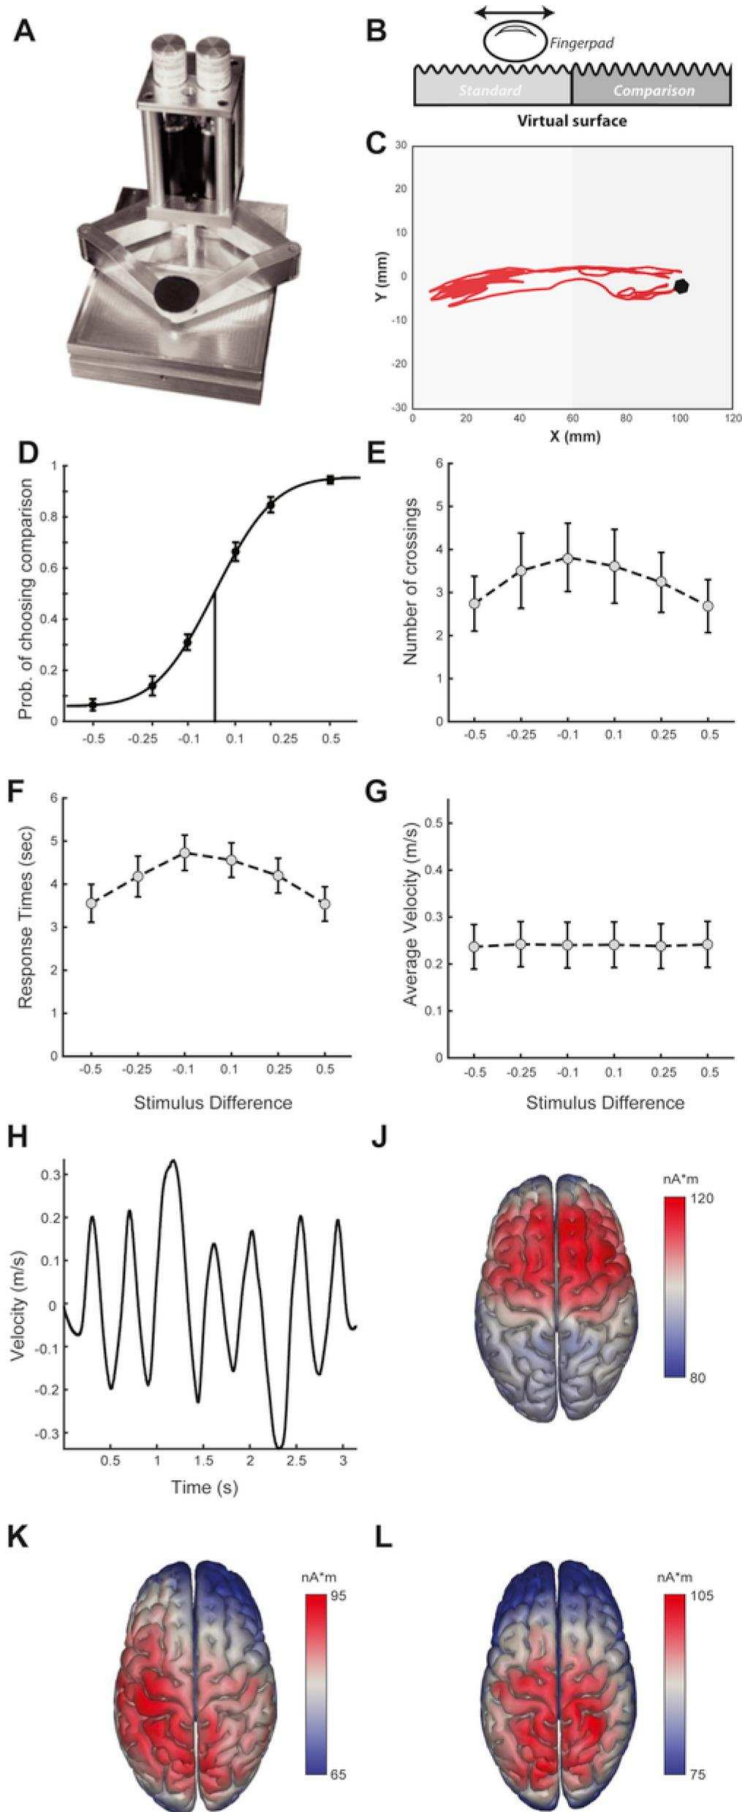 A
B
Fingerpad
Standard Comparison
Virtual surface
C
30
20
10
0
-10
-20
-30
Y (mm)
0 20 40 60 80 100 120
X (mm)
D
1
0.8
0.6
0.4
0.2
0
Prob. of choosing comparison
-0.5 -0.25 -0.1 0.1 0.25 0.5
E
6
5
4
3
2
1
0
Number of crossings
-0.5 -0.25 -0.1 0.1 0.25 0.5
F
6
5
4
3
2
1
0
Response Times (sec)
-0.5 -0.25 -0.1 0.1 0.25 0.5
Stimulus Difference
G
0.5
0.4
0.3
0.2
0.1
0
Average Velocity (m/s)
-0.5 -0.25 -0.1 0.1 0.25 0.5
Stimulus Difference
H
0.3
0.2
0.1
0
-0.1
-0.2
-0.3
Velocity (m/s)
0.5 1 1.5 2 2.5 3
Time (s)
J
nA*m
120
80
K
nA*m
95
65
L
nA*m
105
75